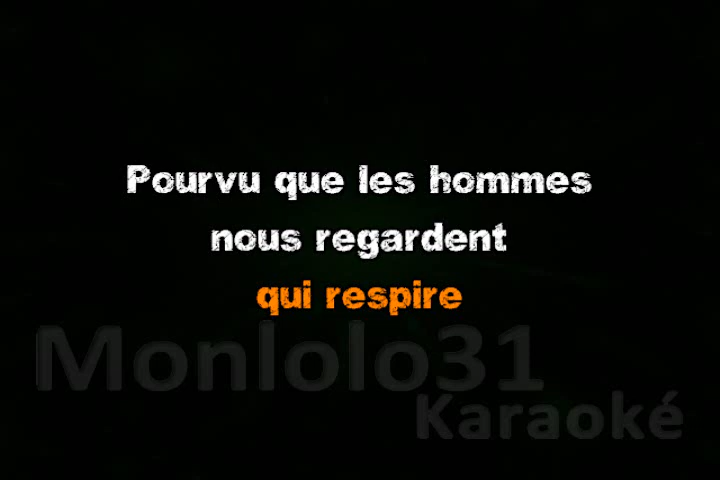 Pourvu que les hommes
nous regardent
qui respire
Monlolo31
Karaoké